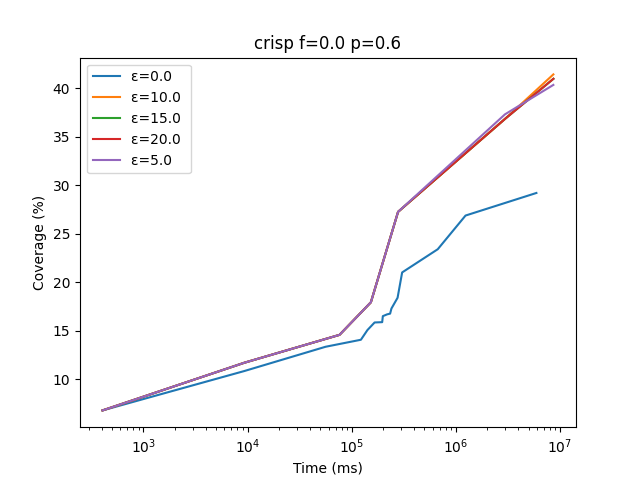 crisp f=0.0 p=0.6
ε=0.0
ε=10.0
ε=15.0
ε=20.0
ε=5.0
Coverage (%)
40
35
30
25
20
15
10
10³ 10⁴ 10⁵ 10⁶ 10⁷
Time (ms)